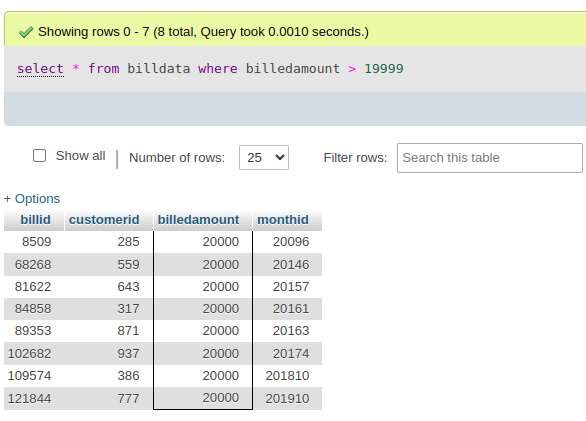 Showing rows 0 - 7 (8 total, Query took 0.0010 seconds.)
select * from billdata where billedamount > 19999
Show all | Number of rows: 25 Filter rows: Search this table
+ Options
billid customerid billedamount monthid
8509 285 20000 20096
68268 559 20000 20146
81622 643 20000 20157
84858 317 20000 20161
89353 871 20000 20163
102682 937 20000 20174
109574 386 20000 201810
121844 777 20000 201910